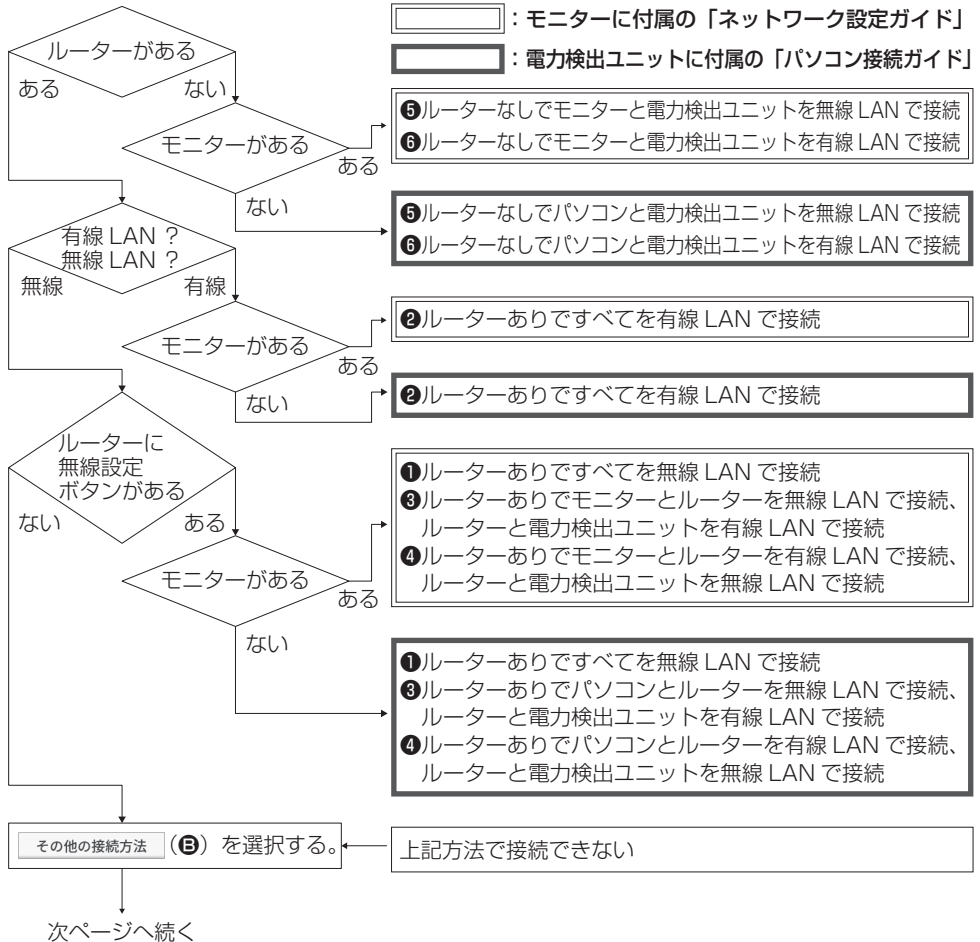 ：モニターに付属の「ネットワーク設定ガイド」
：電力検出ユニットに付属の「パソコン接続ガイド」
ルーターがある
ある
ない
モニターがある
ある
ない
❺ルーターなしでモニターと電力検出ユニットを無線 LAN で接続
❻ルーターなしでモニターと電力検出ユニットを有線 LAN で接続
❺ルーターなしでパソコンと電力検出ユニットを無線 LAN で接続
❻ルーターなしでパソコンと電力検出ユニットを有線 LAN で接続
有線 LAN ？
無線 LAN ？
無線
有線
モニターがある
ある
ない
❷ルーターありですべてを有線 LAN で接続
❷ルーターありですべてを有線 LAN で接続
ルーターに
無線設定
ボタンがある
ない
ある
モニターがある
ある
ない
❶ルーターありですべてを無線 LAN で接続
❸ルーターありでモニターとルーターを無線 LAN で接続、
ルーターと電力検出ユニットを有線 LAN で接続
❹ルーターありでモニターとルーターを有線 LAN で接続、
ルーターと電力検出ユニットを無線 LAN で接続
❶ルーターありですべてを無線 LAN で接続
❸ルーターありでパソコンとルーターを無線 LAN で接続、
ルーターと電力検出ユニットを有線 LAN で接続
❹ルーターありでパソコンとルーターを有線 LAN で接続、
ルーターと電力検出ユニットを無線 LAN で接続
その他の接続方法 （🅑）を選択する。
上記方法で接続できない
次ページへ続く